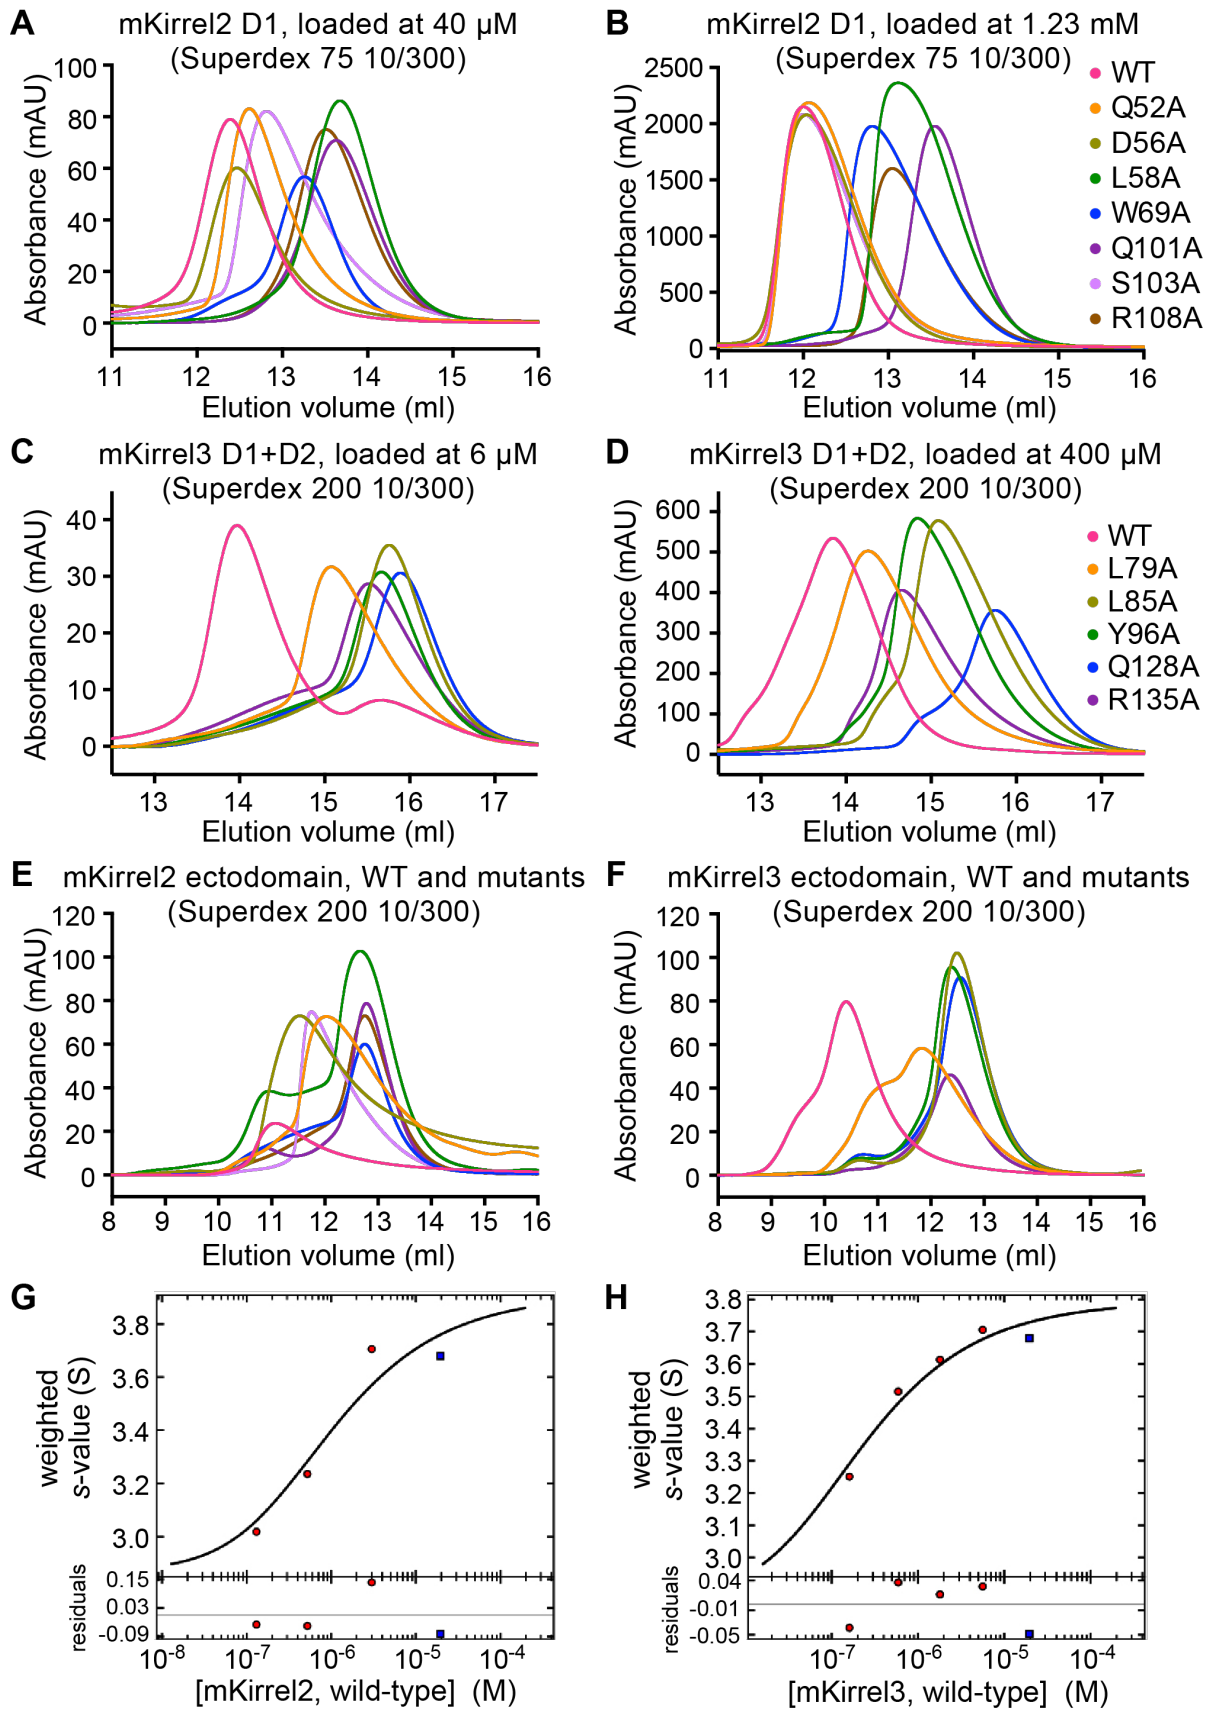 A
mKirrel2 D1, loaded at 40 µM
(Superdex 75 10/300)
Absorbance (mAU)
100
80
60
40
20
0
11 12 13 14 15 16
Elution volume (ml)
B
mKirrel2 D1, loaded at 1.23 mM
(Superdex 75 10/300)
Absorbance (mAU)
2500
2000
1500
1000
500
0
11 12 13 14 15 16
Elution volume (ml)
WT
Q52A
D56A
L58A
W69A
Q101A
S103A
R108A
C
mKirrel3 D1+D2, loaded at 6 µM
(Superdex 200 10/300)
Absorbance (mAU)
40
30
20
10
0
13 14 15 16 17
Elution volume (ml)
D
mKirrel3 D1+D2, loaded at 400 µM
(Superdex 200 10/300)
Absorbance (mAU)
600
500
400
300
200
100
0
13 14 15 16 17
Elution volume (ml)
WT
L79A
L85A
Y96A
Q128A
R135A
E
mKirrel2 ectodomain, WT and mutants
(Superdex 200 10/300)
Absorbance (mAU)
120
100
80
60
40
20
0
8 9 10 11 12 13 14 15 16
Elution volume (ml)
F
mKirrel3 ectodomain, WT and mutants
(Superdex 200 10/300)
Absorbance (mAU)
120
100
80
60
40
20
0
8 9 10 11 12 13 14 15 16
Elution volume (ml)
G
weighted
s-value (S)
3.8
3.6
3.4
3.2
3.0
residuals
0.15
0.03
-0.09
10-8 10-7 10-6 10-5 10-4
[mKirrel2, wild-type] (M)
H
weighted
s-value (S)
3.8
3.7
3.6
3.5
3.4
3.3
3.2
3.1
3.0
residuals
0.04
-0.01
-0.05
10-7 10-6 10-5 10-4
[mKirrel3, wild-type] (M)